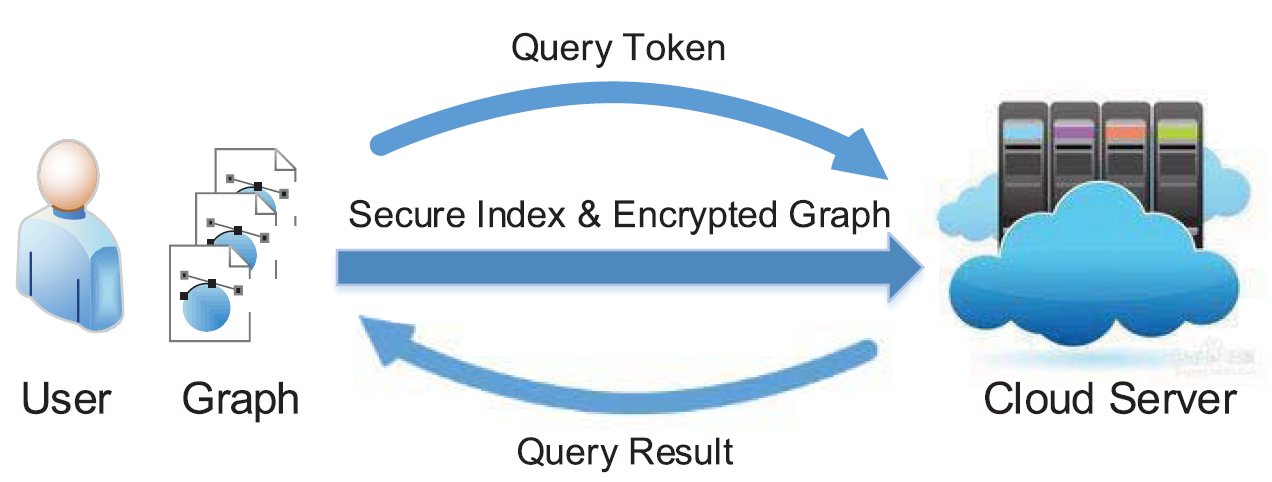 Query Token
Secure Index & Encrypted Graph
User
Graph
Cloud Server
Query Result